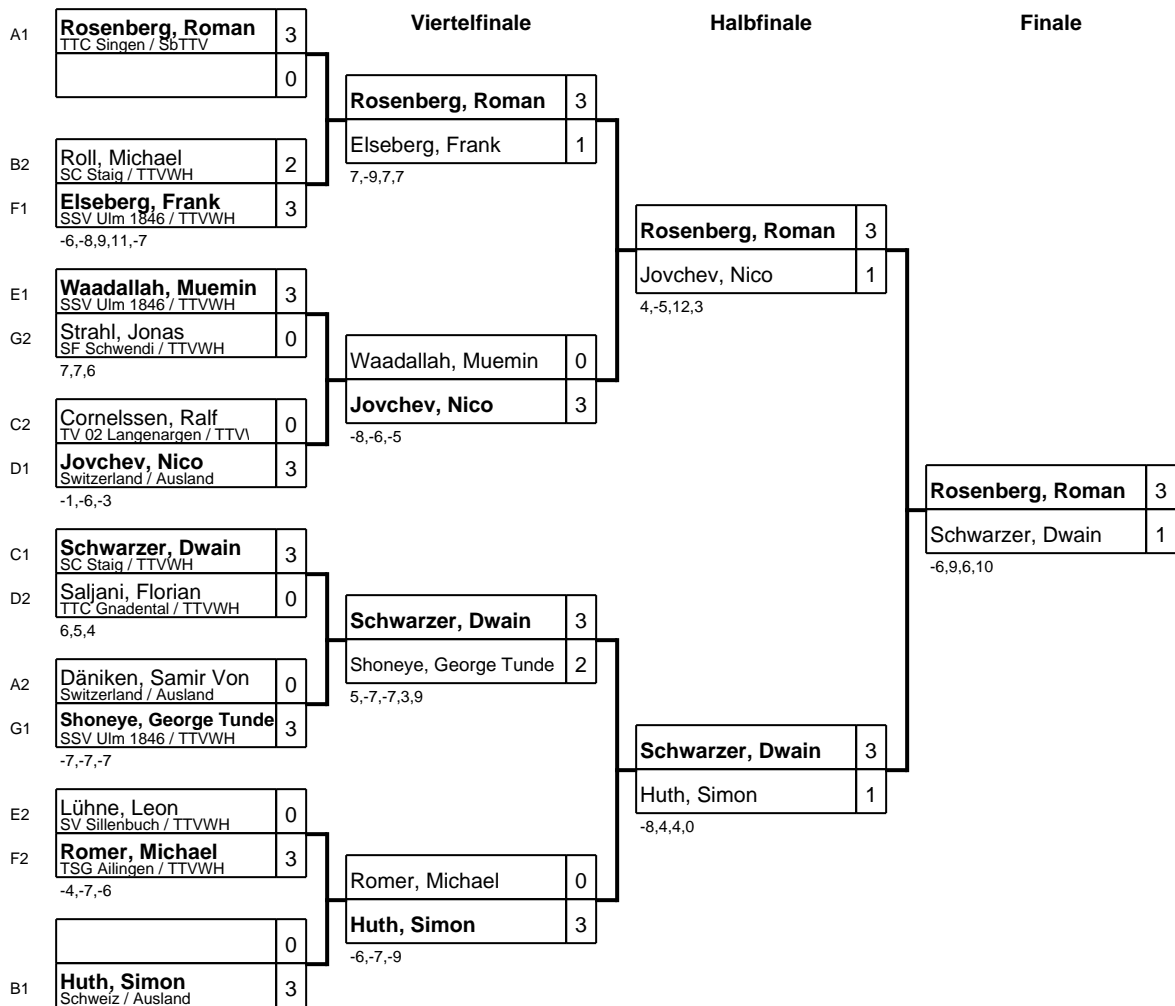 Viertelfinale
Halbfinale
Finale
A1 Rosenberg, Roman 3
TTC Singen / SbTTV
0
B2 Roll, Michael 2
SC Staig / TTVWH
F1 Elseberg, Frank 3
SSV Ulm 1846 / TTVWH
-6,-8,9,11,-7
E1 Waadallah, Muemin 3
SSV Ulm 1846 / TTVWH
G2 Strahl, Jonas 0
SF Schwendi / TTVWH
7,7,6
C2 Cornelssen, Ralf 0
TV 02 Langenargen / TTV\
D1 Jovchev, Nico 3
Switzerland / Ausland
-1,-6,-3
C1 Schwarzer, Dwain 3
SC Staig / TTVWH
D2 Saljani, Florian 0
TTC Gnadental / TTVWH
6,5,4
A2 Däniken, Samir Von 0
Switzerland / Ausland
G1 Shoneye, George Tunde 3
SSV Ulm 1846 / TTVWH
-7,-7,-7
E2 Lühne, Leon 0
SV Sillenbuch / TTVWH
F2 Romer, Michael 3
TSG Ailingen / TTVWH
-4,-7,-6
0
B1 Huth, Simon 3
Schweiz / Ausland
Rosenberg, Roman 3
Elseberg, Frank 1
7,-9,7,7
Waadallah, Muemin 0
Jovchev, Nico 3
-8,-6,-5
Schwarzer, Dwain 3
Shoneye, George Tunde 2
5,-7,-7,3,9
Romer, Michael 0
Huth, Simon 3
-6,-7,-9
Rosenberg, Roman 3
Jovchev, Nico 1
4,-5,12,3
Schwarzer, Dwain 3
Huth, Simon 1
-8,4,4,0
Rosenberg, Roman 3
Schwarzer, Dwain 1
-6,9,6,10